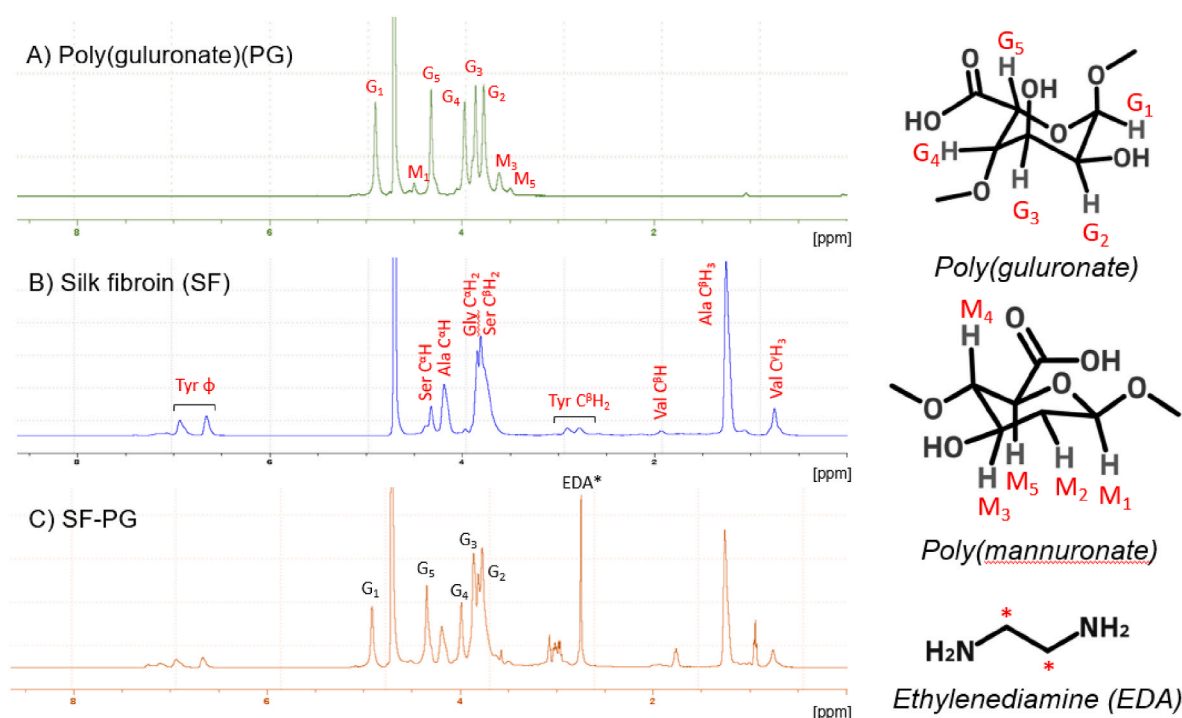 A) Poly(guluronate)(PG)
G₁
G₅
G₄
G₃
G₂
M₁
M₃
M₅
8
6
4
2
[ppm]
B) Silk fibroin (SF)
Tyr ϕ
Ser CᵅH
Ala CᵅH
Gly CᵅH₂
Ser CᵝH₂
Tyr CᵝH₂
Val CᵝH
Ala CᵝH₃
Val CᵞH₃
8
6
4
2
[ppm]
C) SF-PG
G₁
G₅
G₄
G₃
G₂
EDA*
8
6
4
2
[ppm]
G₅
H
O
O
OH
HO
O
G₁
H
G₄
H
OH
O
H
H
G₃
G₂
Poly(guluronate)
M₄
O
H
OH
O
O
O
HO
H
H
H
H
M₃
M₅
M₂
M₁
Poly(mannuronate)
*
NH₂
H₂N
*
Ethylenediamine (EDA)